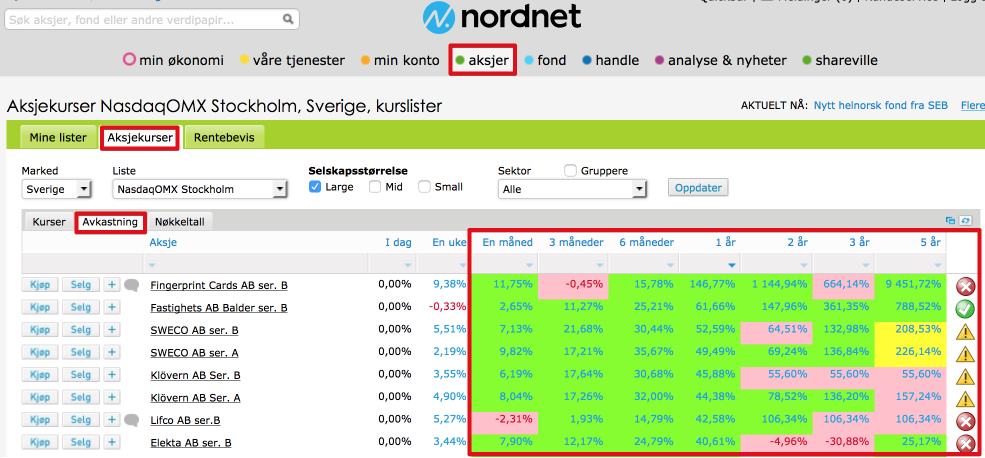 Søk aksjer, fond eller andre verdipapir...
nordnet
min økonomi våre tjenester min konto aksjer fond handle analyse & nyheter shareville
Aksjekurser NasdaqOMX Stockholm, Sverige, kurslister
AKTUELT NÅ: Nytt helnorsk fond fra SEB Flere
Mine lister Aksjekurser Rentebevis
Marked Liste Selskapsstørrelse Sektor Gruppere
Sverige NasdaqOMX Stockholm Large Mid Small Alle Oppdater
Kurser Avkastning Nøkkeltall
Aksje I dag En uke En måned 3 måneder 6 måneder 1 år 2 år 3 år 5 år
Kjøp Selg + Fingerprint Cards AB ser. B 0,00% 9,38% 11,75% -0,45% 15,78% 146,77% 1 144,94% 664,14% 9 451,72%
Kjøp Selg + Fastighets AB Balder ser. B 0,00% -0,33% 2,65% 11,27% 25,21% 61,66% 147,96% 361,35% 788,52%
Kjøp Selg + SWECO AB ser. B 0,00% 5,51% 7,13% 21,68% 30,44% 52,59% 64,51% 132,98% 208,53%
Kjøp Selg + SWECO AB ser. A 0,00% 2,19% 9,82% 17,21% 35,67% 49,49% 69,24% 136,84% 226,14%
Kjøp Selg + Klövern AB Ser. B 0,00% 3,55% 6,19% 17,64% 30,68% 45,88% 55,60% 55,60% 55,60%
Kjøp Selg + Klövern AB Ser. A 0,00% 4,90% 8,04% 17,26% 32,00% 44,38% 78,52% 136,20% 157,24%
Kjøp Selg + Lifco AB ser.B 0,00% 5,27% -2,31% 1,93% 14,79% 42,58% 106,34% 106,34% 106,34%
Kjøp Selg + Elekta AB ser. B 0,00% 3,44% 7,90% 12,17% 24,79% 40,61% -4,96% -30,88% 25,17%